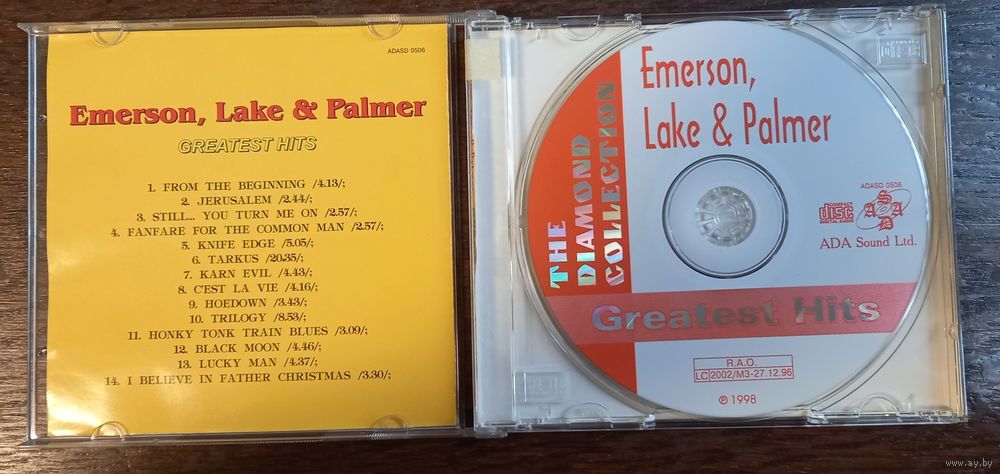 ADASD 0506
Emerson, Lake & Palmer
GREATEST HITS
1. FROM THE BEGINNING /4.13/;
2. JERUSALEM /2.44/;
3. STILL... YOU TURN ME ON /2.57/;
4. FANFARE FOR THE COMMON MAN /2.57/;
5. KNIFE EDGE /5.05/;
6. TARKUS /20.35/;
7. KARN EVIL /4.43/;
8. C'EST LA VIE /4.16/;
9. HOEDOWN /3.43/;
10. TRILOGY /8.53/;
11. HONKY TONK TRAIN BLUES /3.09/;
12. BLACK MOON /4.46/;
13. LUCKY MAN /4.37/;
14. I BELIEVE IN FATHER CHRISTMAS /3.30/;
Emerson,
Lake & Palmer
THE
DIAMOND
COLLECTION
ADASD 0506
COMPACT
disc
DIGITAL AUDIO
ADA Sound Ltd.
Greatest Hits
R.A.O.
LC 2002/M3-27.12.96
℗ 1998
www.ay.by